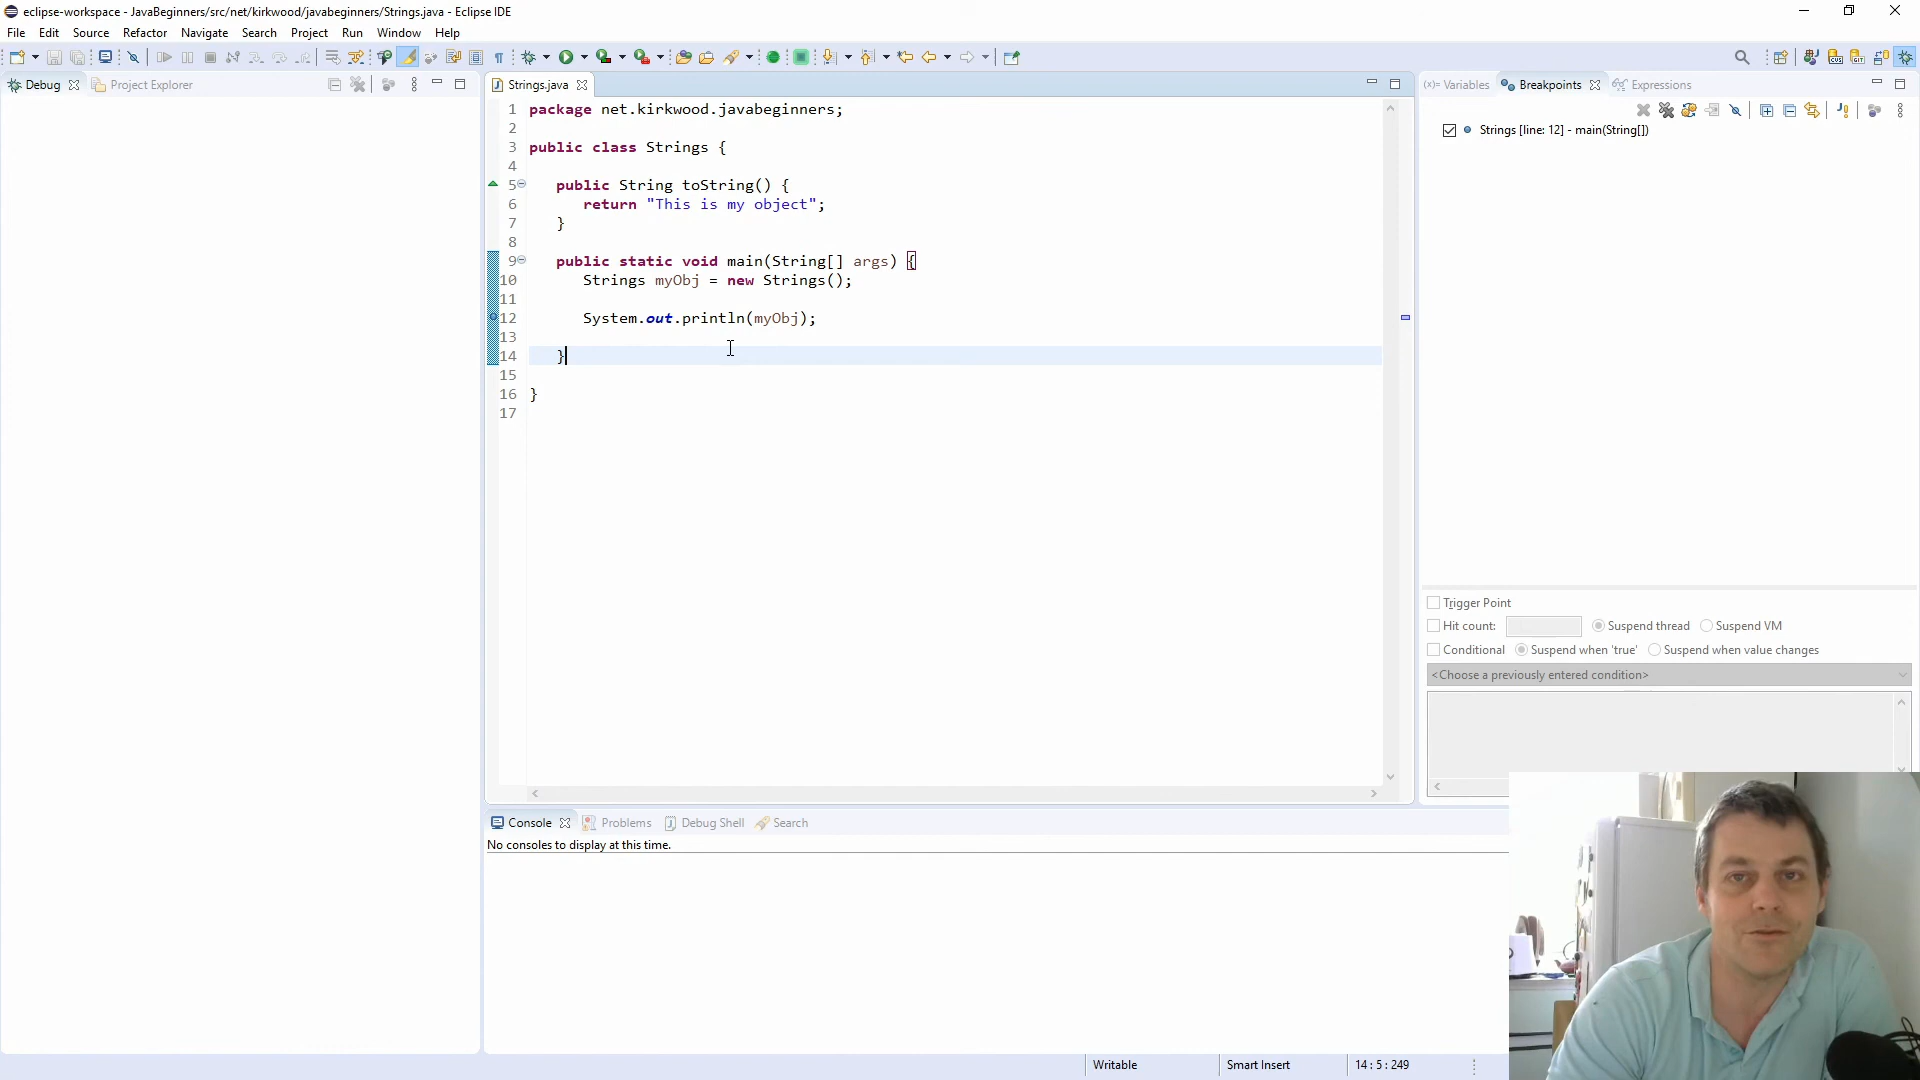 eclipse-workspace - JavaBeginners/src/net/kirkwood/javabeginners/Strings.java - Eclipse IDE
File Edit Source Refactor Navigate Search Project Run Window Help
Debug Project Explorer
Strings.java
(x)= Variables Breakpoints Expressions
Strings [line: 12] - main(String[])
1 package net.kirkwood.javabeginners;
2
3 public class Strings {
4
5 public String toString() {
6 return "This is my object";
7 }
8
9 public static void main(String[] args) {
10 Strings myObj = new Strings();
11
12 System.out.println(myObj);
13
14 }
15
16 }
17
Trigger Point
Hit count: Suspend thread Suspend VM
Conditional Suspend when 'true' Suspend when value changes
<Choose a previously entered condition>
Console Problems Debug Shell Search
No consoles to display at this time.
Writable Smart Insert 14 : 5 : 249